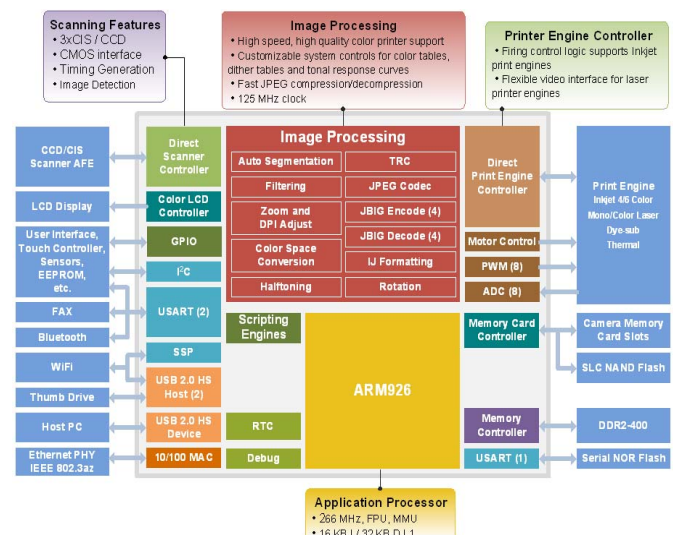 Scanning Features
• 3xCIS / CCD
• CMOS interface
• Timing Generation
• Image Detection
Image Processing
• High speed, high quality color printer support
• Customizable system controls for color tables,
dither tables and tonal response curves
• Fast JPEG compression/decompression
• 125 MHz clock
Printer Engine Controller
• Firing control logic supports Inkjet
print engines
• Flexible video interface for laser
printer engines
CCD/CIS
Scanner AFE
LCD Display
User Interface,
Touch Controller,
Sensors,
EEPROM,
etc.
FAX
Bluetooth
WiFi
Thumb Drive
Host PC
Ethernet PHY
IEEE 802.3az
Direct
Scanner
Controller
Color LCD
Controller
GPIO
I²C
USART (2)
SSP
USB 2.0 HS
Host (2)
USB 2.0 HS
Device
10/100 MAC
Image Processing
Auto Segmentation
Filtering
Zoom and
DPI Adjust
Color Space
Conversion
Halftoning
TRC
JPEG Codec
JBIG Encode (4)
JBIG Decode (4)
IJ Formatting
Rotation
Scripting
Engines
RTC
Debug
ARM926
Direct
Print Engine
Controller
Motor Control
PWM (8)
ADC (8)
Memory Card
Controller
Memory
Controller
USART (1)
Print Engine
Inkjet 4/6 Color
Mono/Color Laser
Dye-sub
Thermal
Camera Memory
Card Slots
SLC NAND Flash
DDR2-400
Serial NOR Flash
Application Processor
• 266 MHz, FPU, MMU
• 16 KB I / 32 KB D L1